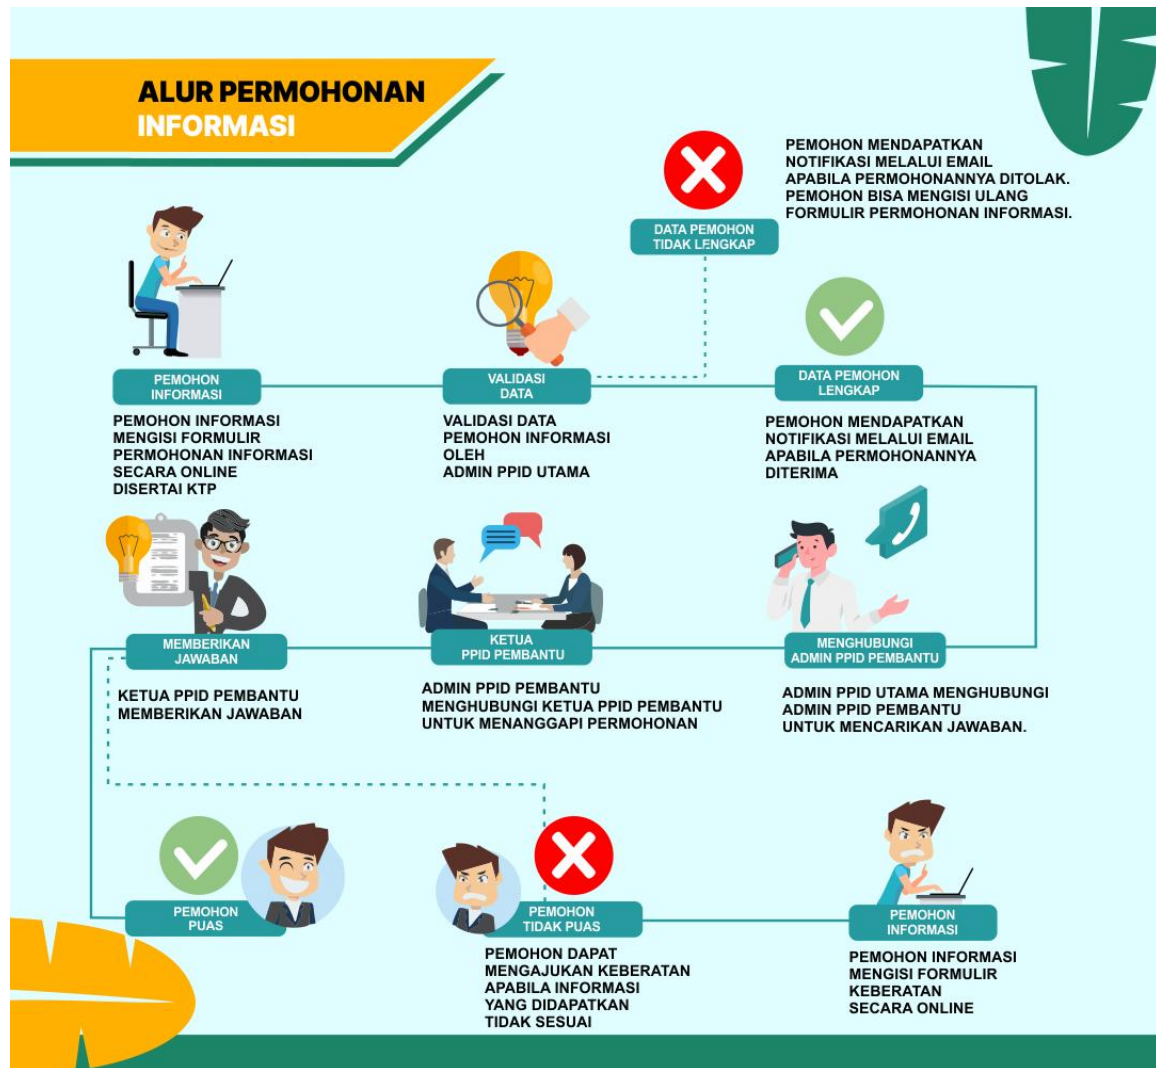 ALUR PERMOHONAN
INFORMASI
PEMOHON MENDAPATKAN
NOTIFIKASI MELALUI EMAIL
APABILA PERMOHONANNYA DITOLAK.
PEMOHON BISA MENGISI ULANG
FORMULIR PERMOHONAN INFORMASI.
DATA PEMOHON
TIDAK LENGKAP
PEMOHON
INFORMASI
PEMOHON INFORMASI
MENGISI FORMULIR
PERMOHONAN INFORMASI
SECARA ONLINE
DISERTAI KTP
VALIDASI
DATA
VALIDASI DATA
PEMOHON INFORMASI
OLEH
ADMIN PPID UTAMA
DATA PEMOHON
LENGKAP
PEMOHON MENDAPATKAN
NOTIFIKASI MELALUI EMAIL
APABILA PERMOHONANNYA
DITERIMA
MEMBERIKAN
JAWABAN
KETUA PPID PEMBANTU
MEMBERIKAN JAWABAN
KETUA
PPID PEMBANTU
ADMIN PPID PEMBANTU
MENGHUBUNGI KETUA PPID PEMBANTU
UNTUK MENANGGAPI PERMOHONAN
MENGHUBUNGI
ADMIN PPID PEMBANTU
ADMIN PPID UTAMA MENGHUBUNGI
ADMIN PPID PEMBANTU
UNTUK MENCARIKAN JAWABAN.
PEMOHON
PUAS
PEMOHON
TIDAK PUAS
PEMOHON DAPAT
MENGAJUKAN KEBERATAN
APABILA INFORMASI
YANG DIDAPATKAN
TIDAK SESUAI
PEMOHON
INFORMASI
PEMOHON INFORMASI
MENGISI FORMULIR
KEBERATAN
SECARA ONLINE